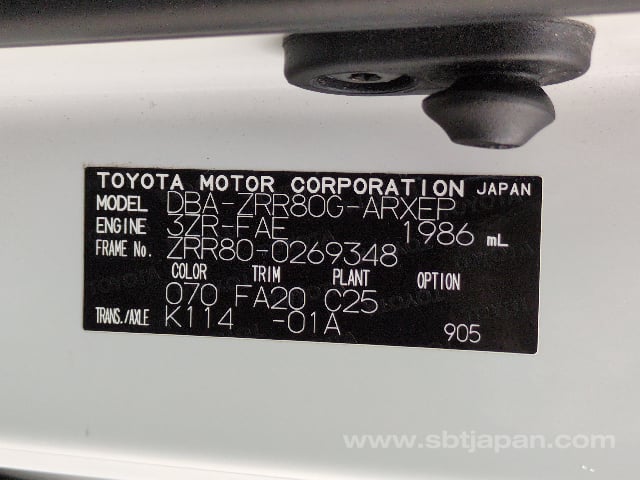 TOYOTA MOTOR CORPORATION JAPAN
MODEL DBA-ZRR80G-ARXEP
ENGINE 3ZR-FAE 1986 mL
FRAME No. ZRR80-0269348
COLOR TRIM PLANT OPTION
070 FA20 C25
TRANS./AXLE K114 -01A 905
www.sbtjapan.com